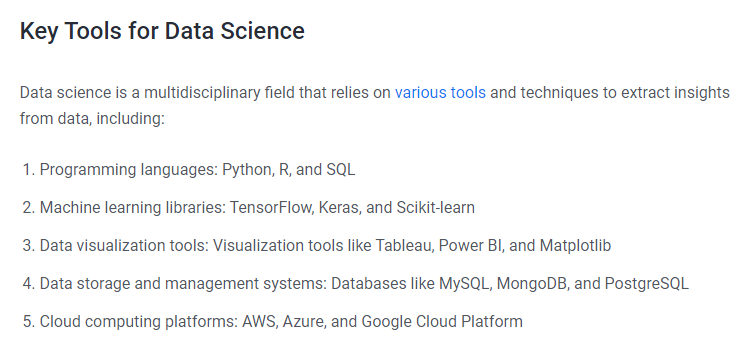 Key Tools for Data Science
Data science is a multidisciplinary field that relies on various tools and techniques to extract insights
from data, including:
1. Programming languages: Python, R, and SQL
2. Machine learning libraries: TensorFlow, Keras, and Scikit-learn
3. Data visualization tools: Visualization tools like Tableau, Power BI, and Matplotlib
4. Data storage and management systems: Databases like MySQL, MongoDB, and PostgreSQL
5. Cloud computing platforms: AWS, Azure, and Google Cloud Platform